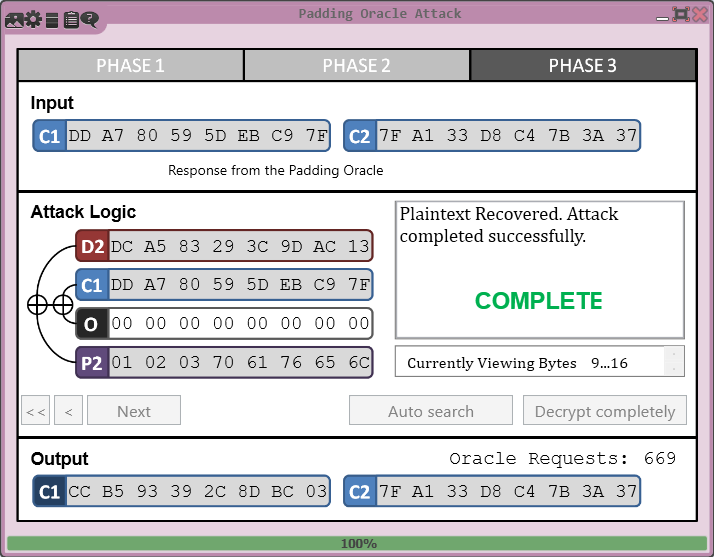 Padding Oracle Attack
PHASE 1 PHASE 2 PHASE 3
Input
C1 DD A7 80 59 5D EB C9 7F C2 7F A1 33 D8 C4 7B 3A 37
Response from the Padding Oracle
Attack Logic
Plaintext Recovered. Attack
completed successfully.
COMPLETE
D2 DC A5 83 29 3C 9D AC 13
C1 DD A7 80 59 5D EB C9 7F
O 00 00 00 00 00 00 00 00
P2 01 02 03 70 61 76 65 6C
Currently Viewing Bytes 9...16
<< < Next Auto search Decrypt completely
Output Oracle Requests: 669
C1 CC B5 93 39 2C 8D BC 03 C2 7F A1 33 D8 C4 7B 3A 37
100%